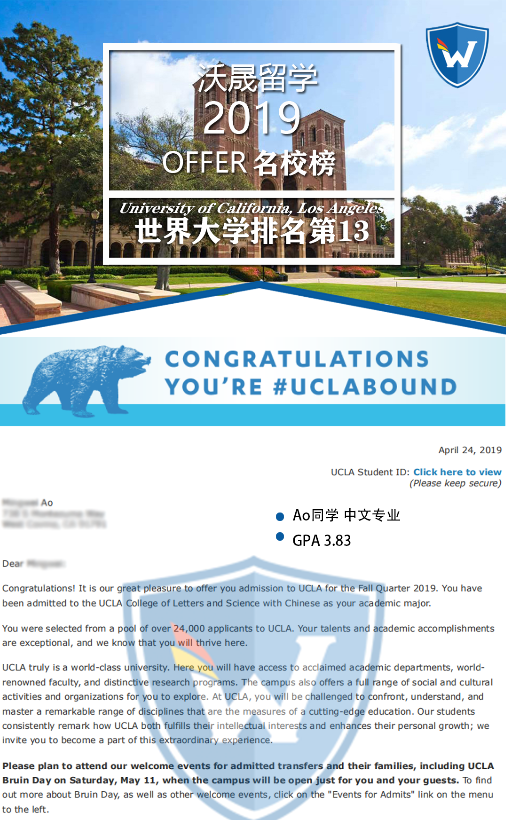 W
沃晟留学
2019
OFFER 名校榜
University of California, Los Angeles
世界大学排名第13
CONGRATULATIONS
YOU'RE #UCLABOUND
April 24, 2019
UCLA Student ID: Click here to view
(Please keep secure)
Ao
Ao同学 中文专业
GPA 3.83
Dear
Congratulations! It is our great pleasure to offer you admission to UCLA for the Fall Quarter 2019. You have
been admitted to the UCLA College of Letters and Science with Chinese as your academic major.
You were selected from a pool of over 24,000 applicants to UCLA. Your talents and academic accomplishments
are exceptional, and we know that you will thrive here.
UCLA truly is a world-class university. Here you will have access to acclaimed academic departments, world-
renowned faculty, and distinctive research programs. The campus also offers a full range of social and cultural
activities and organizations for you to explore. At UCLA, you will be challenged to confront, understand, and
master a remarkable range of disciplines that are the measures of a cutting-edge education. Our students
consistently remark how UCLA both fulfills their intellectual interests and enhances their personal growth; we
invite you to become a part of this extraordinary experience.
Please plan to attend our welcome events for admitted transfers and their families, including UCLA
Bruin Day on Saturday, May 11, when the campus will be open just for you and your guests. To find
out more about Bruin Day, as well as other welcome events, click on the "Events for Admits" link on the menu
to the left.